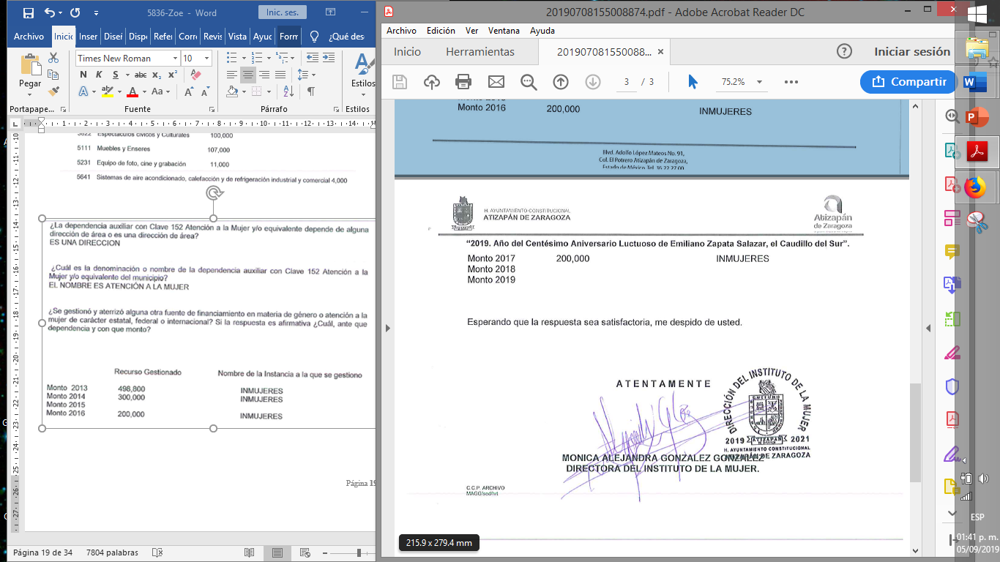 5836-Zoe - Word
Inic. ses.
Archivo Inicio Inser Diseñ Dispo Refer Corre Revis Vista Ayuda Form ¿Qué des
Times New Roman 10
Pegar
N K S abc x₂ x²
Aa
Estilos
Portapape... Fuente Párrafo Estilos
5822 Espectáculos cívicos y Culturales 100,000
5111 Muebles y Enseres 107,000
5231 Equipo de foto, cine y grabación 11,000
5641 Sistemas de aire acondicionado, calefacción y de refrigeración industrial y comercial 4,000
¿La dependencia auxiliar con Clave 152 Atención a la Mujer y/o equivalente depende de alguna
dirección de área o es una dirección de área?
ES UNA DIRECCION
¿Cuál es la denominación o nombre de la dependencia auxiliar con Clave 152 Atención a la
Mujer y/o equivalente del municipio?
EL NOMBRE ES ATENCIÓN A LA MUJER
¿Se gestionó y aterrizó alguna otra fuente de financiamiento en materia de género o atención a la
mujer de carácter estatal, federal o internacional? Si la respuesta es afirmativa ¿Cuál, ante que
dependencia y con que monto?
Recurso Gestionado Nombre de la Instancia a la que se gestiono
Monto 2013 498,800 INMUJERES
Monto 2014 300,000 INMUJERES
Monto 2015
Monto 2016 200,000 INMUJERES
Página 19
Página 19 de 34 7804 palabras
20190708155008874.pdf - Adobe Acrobat Reader DC
Archivo Edición Ver Ventana Ayuda
Inicio Herramientas 201907081550088... Iniciar sesión
3 / 3 75.2% Compartir
Monto 2016 200,000 INMUJERES
Blvd. Adolfo López Mateos No. 91,
Col. El Potrero Atizapán de Zaragoza,
Estado de México. Tel. 36 22 27 00
H. AYUNTAMIENTO CONSTITUCIONAL
ATIZAPÁN DE ZARAGOZA
Atizapán
de Zaragoza
“2019. Año del Centésimo Aniversario Luctuoso de Emiliano Zapata Salazar, el Caudillo del Sur”.
Monto 2017 200,000 INMUJERES
Monto 2018
Monto 2019
Esperando que la respuesta sea satisfactoria, me despido de usted.
ATENTAMENTE
DIRECCIÓN DEL INSTITUTO DE LA MUJER
2019 ATIZAPÁN 2021
H. AYUNTAMIENTO CONSTITUCIONAL
ATIZAPÁN DE ZARAGOZA
MONICA ALEJANDRA GONZALEZ GONZALEZ
DIRECTORA DEL INSTITUTO DE LA MUJER.
C.C.P. ARCHIVO
MAGG/sed/ivt
215.9 x 279.4 mm
ESP
01:41 p. m.
05/09/2019